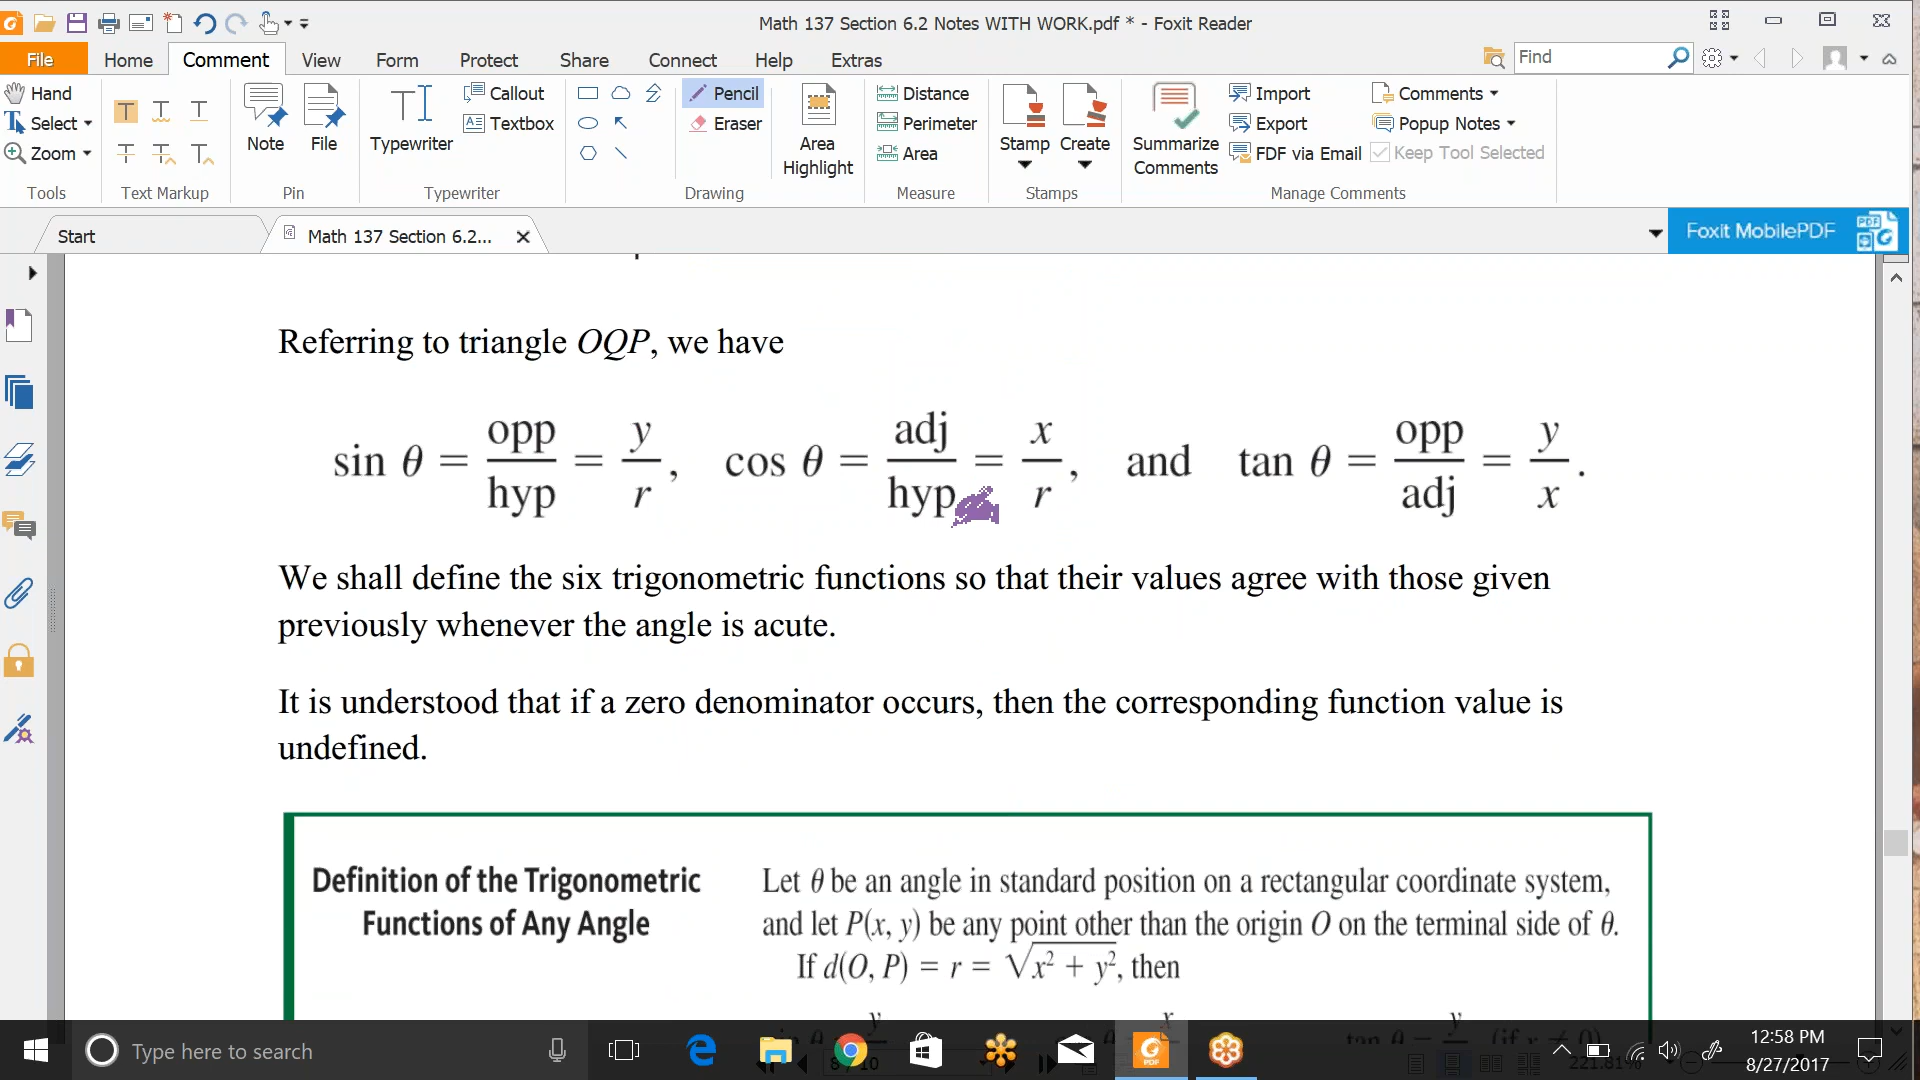 Math 137 Section 6.2 Notes WITH WORK.pdf * - Foxit Reader
File Home Comment View Form Protect Share Connect Help Extras
Find
Hand
Select
Zoom
Tools
Text Markup
Note
File
Pin
Typewriter
Callout
Textbox
Typewriter
Pencil
Eraser
Drawing
Area
Highlight
Distance
Perimeter
Area
Measure
Stamp
Create
Stamps
Summarize
Comments
Import
Export
FDF via Email
Comments
Popup Notes
Keep Tool Selected
Manage Comments
Start
Math 137 Section 6.2...
Foxit MobilePDF
Referring to triangle OQP, we have
sin θ = opp/hyp = y/r, cos θ = adj/hyp = x/r, and tan θ = opp/adj = y/x.
We shall define the six trigonometric functions so that their values agree with those given
previously whenever the angle is acute.
It is understood that if a zero denominator occurs, then the corresponding function value is
undefined.
Definition of the Trigonometric
Functions of Any Angle
Let θ be an angle in standard position on a rectangular coordinate system,
and let P(x, y) be any point other than the origin O on the terminal side of θ.
If d(O, P) = r = √x² + y², then
Type here to search
12:58 PM
8/27/2017